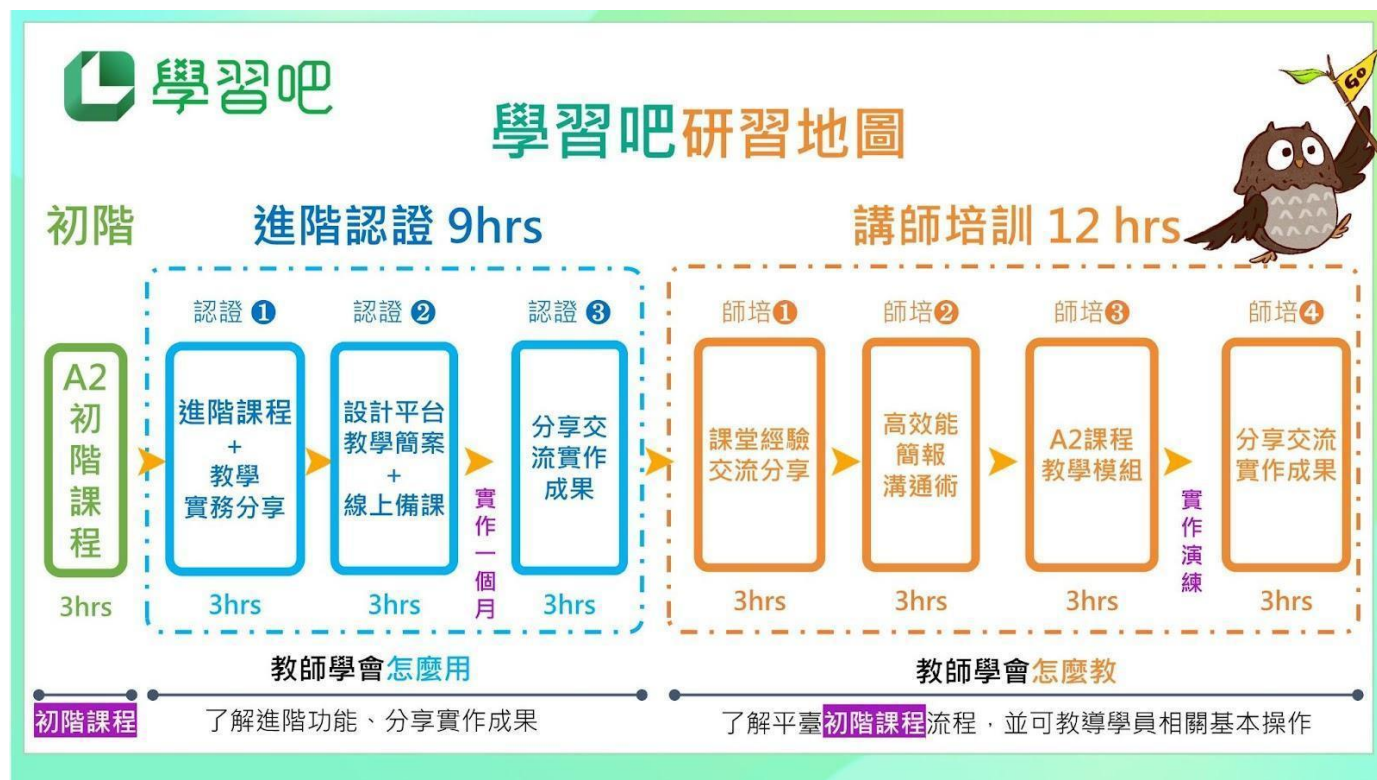 學習吧
Go
學習吧研習地圖
初階
進階認證 9hrs
講師培訓 12 hrs
認證 ❶
認證 ❷
認證 ❸
師培❶
師培❷
師培❸
師培❹
A2
初
階
課
程
3hrs
進階課程
+
教學
實務分享
3hrs
設計平台
教學簡案
+
線上備課
3hrs
實
作
一
個
月
分享交
流實作
成果
3hrs
課堂經驗
交流分享
3hrs
高效能
簡報
溝通術
3hrs
A2課程
教學模組
3hrs
實
作
演
練
分享交流
實作成果
3hrs
教師學會怎麼用
教師學會怎麼教
初階課程
了解進階功能、分享實作成果
了解平臺初階課程流程，並可教導學員相關基本操作